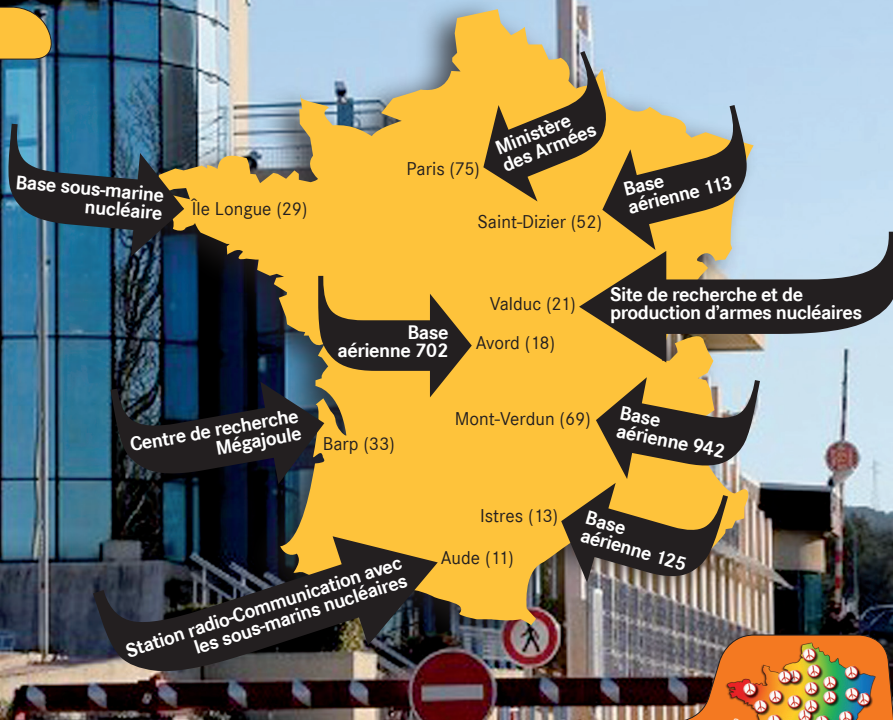 Ministère
des Armées
Paris (75)
Base
aérienne 113
Base sous-marine
nucléaire
Île Longue (29)
Saint-Dizier (52)
Valduc (21)
Site de recherche et de
production d’armes nucléaires
Base
aérienne 702
Avord (18)
Mont-Verdun (69)
Base
aérienne 942
Centre de recherche
Mégajoule
Barp (33)
Istres (13)
Base
aérienne 125
Aude (11)
Station radio-Communication avec
les sous-marins nucléaires